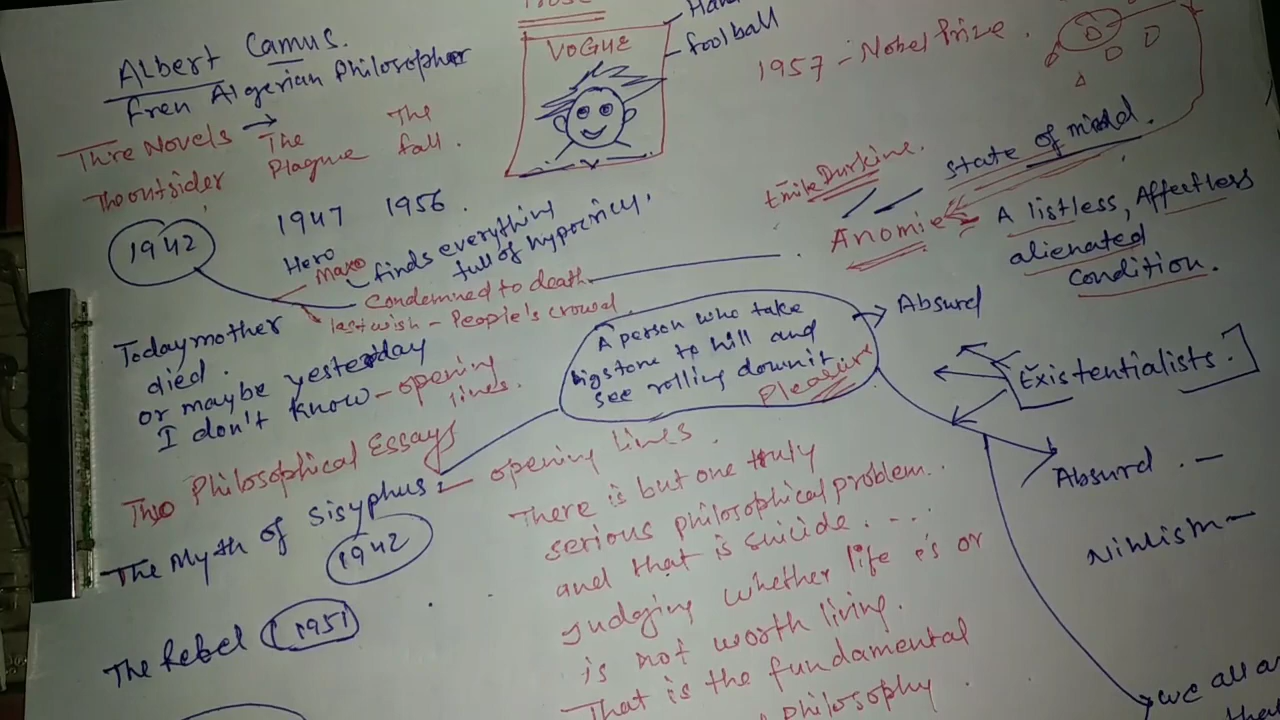 Albert Camus.
fren Algerian Philosopher
Three Novels → The The
Plague fall.
The outsider
1942 1947 1956.
VOGUE
foolball
1957 - Nobel Prize.
state of mind.
Emile Durkine.
Anomie - A listless, Affectless
alienated
condition.
Hero
finds everything
full of hypocricy.
Condemned to death
last wish - People's crowd
Today mother
died.
or maybe yesterday
I don't know - opening
lines.
A person who take
big stone to hill and
see rolling down it
Pleasure
Absurd
Existentialists.
Absurd. -
Nihlism -
Two Philosophical Essays
The Myth of Sisyphus:
1942
The Rebel (1951)
opening lines.
There is but one truly
serious philosophical problem..
and that is suicide. ...
Judging whether life is or
is not worth living.
That is the fundamental
philosophy.
we all a